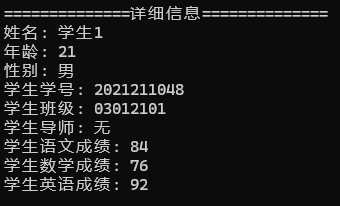 ==============详细信息==============
姓名: 学生1
年龄: 21
性别: 男
学生学号: 2021211048
学生班级: 03012101
学生导师: 无
学生语文成绩: 84
学生数学成绩: 76
学生英语成绩: 92